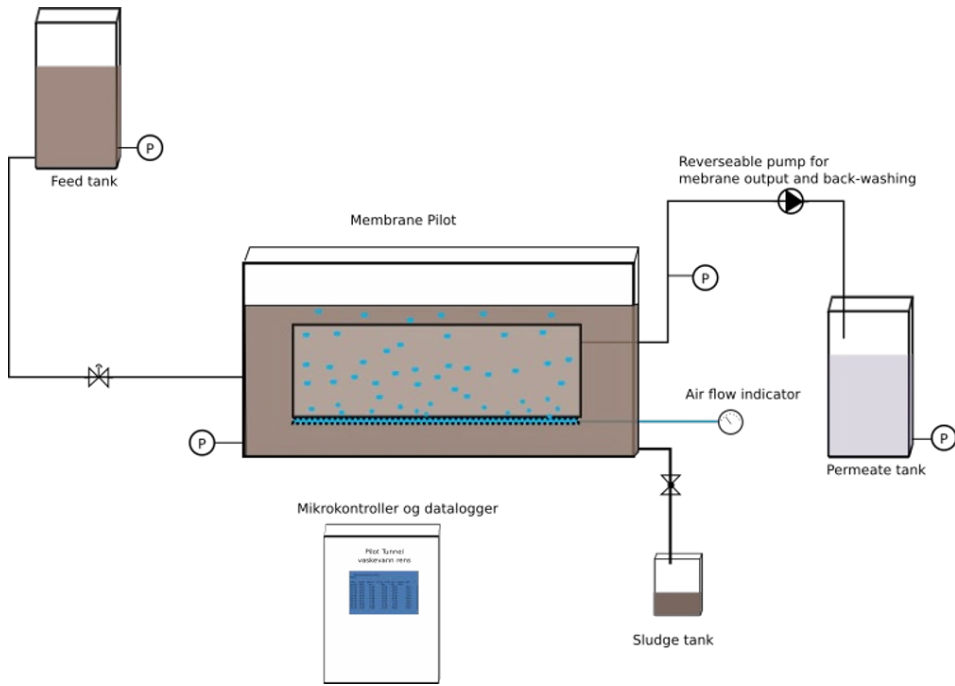 P
Feed tank
Reverseable pump for
mebrane output and back-washing
Membrane Pilot
P
Air flow indicator
P
P
Permeate tank
Mikrokontroller og datalogger
Pilot Tunnel
vaskevann rens
Sludge tank